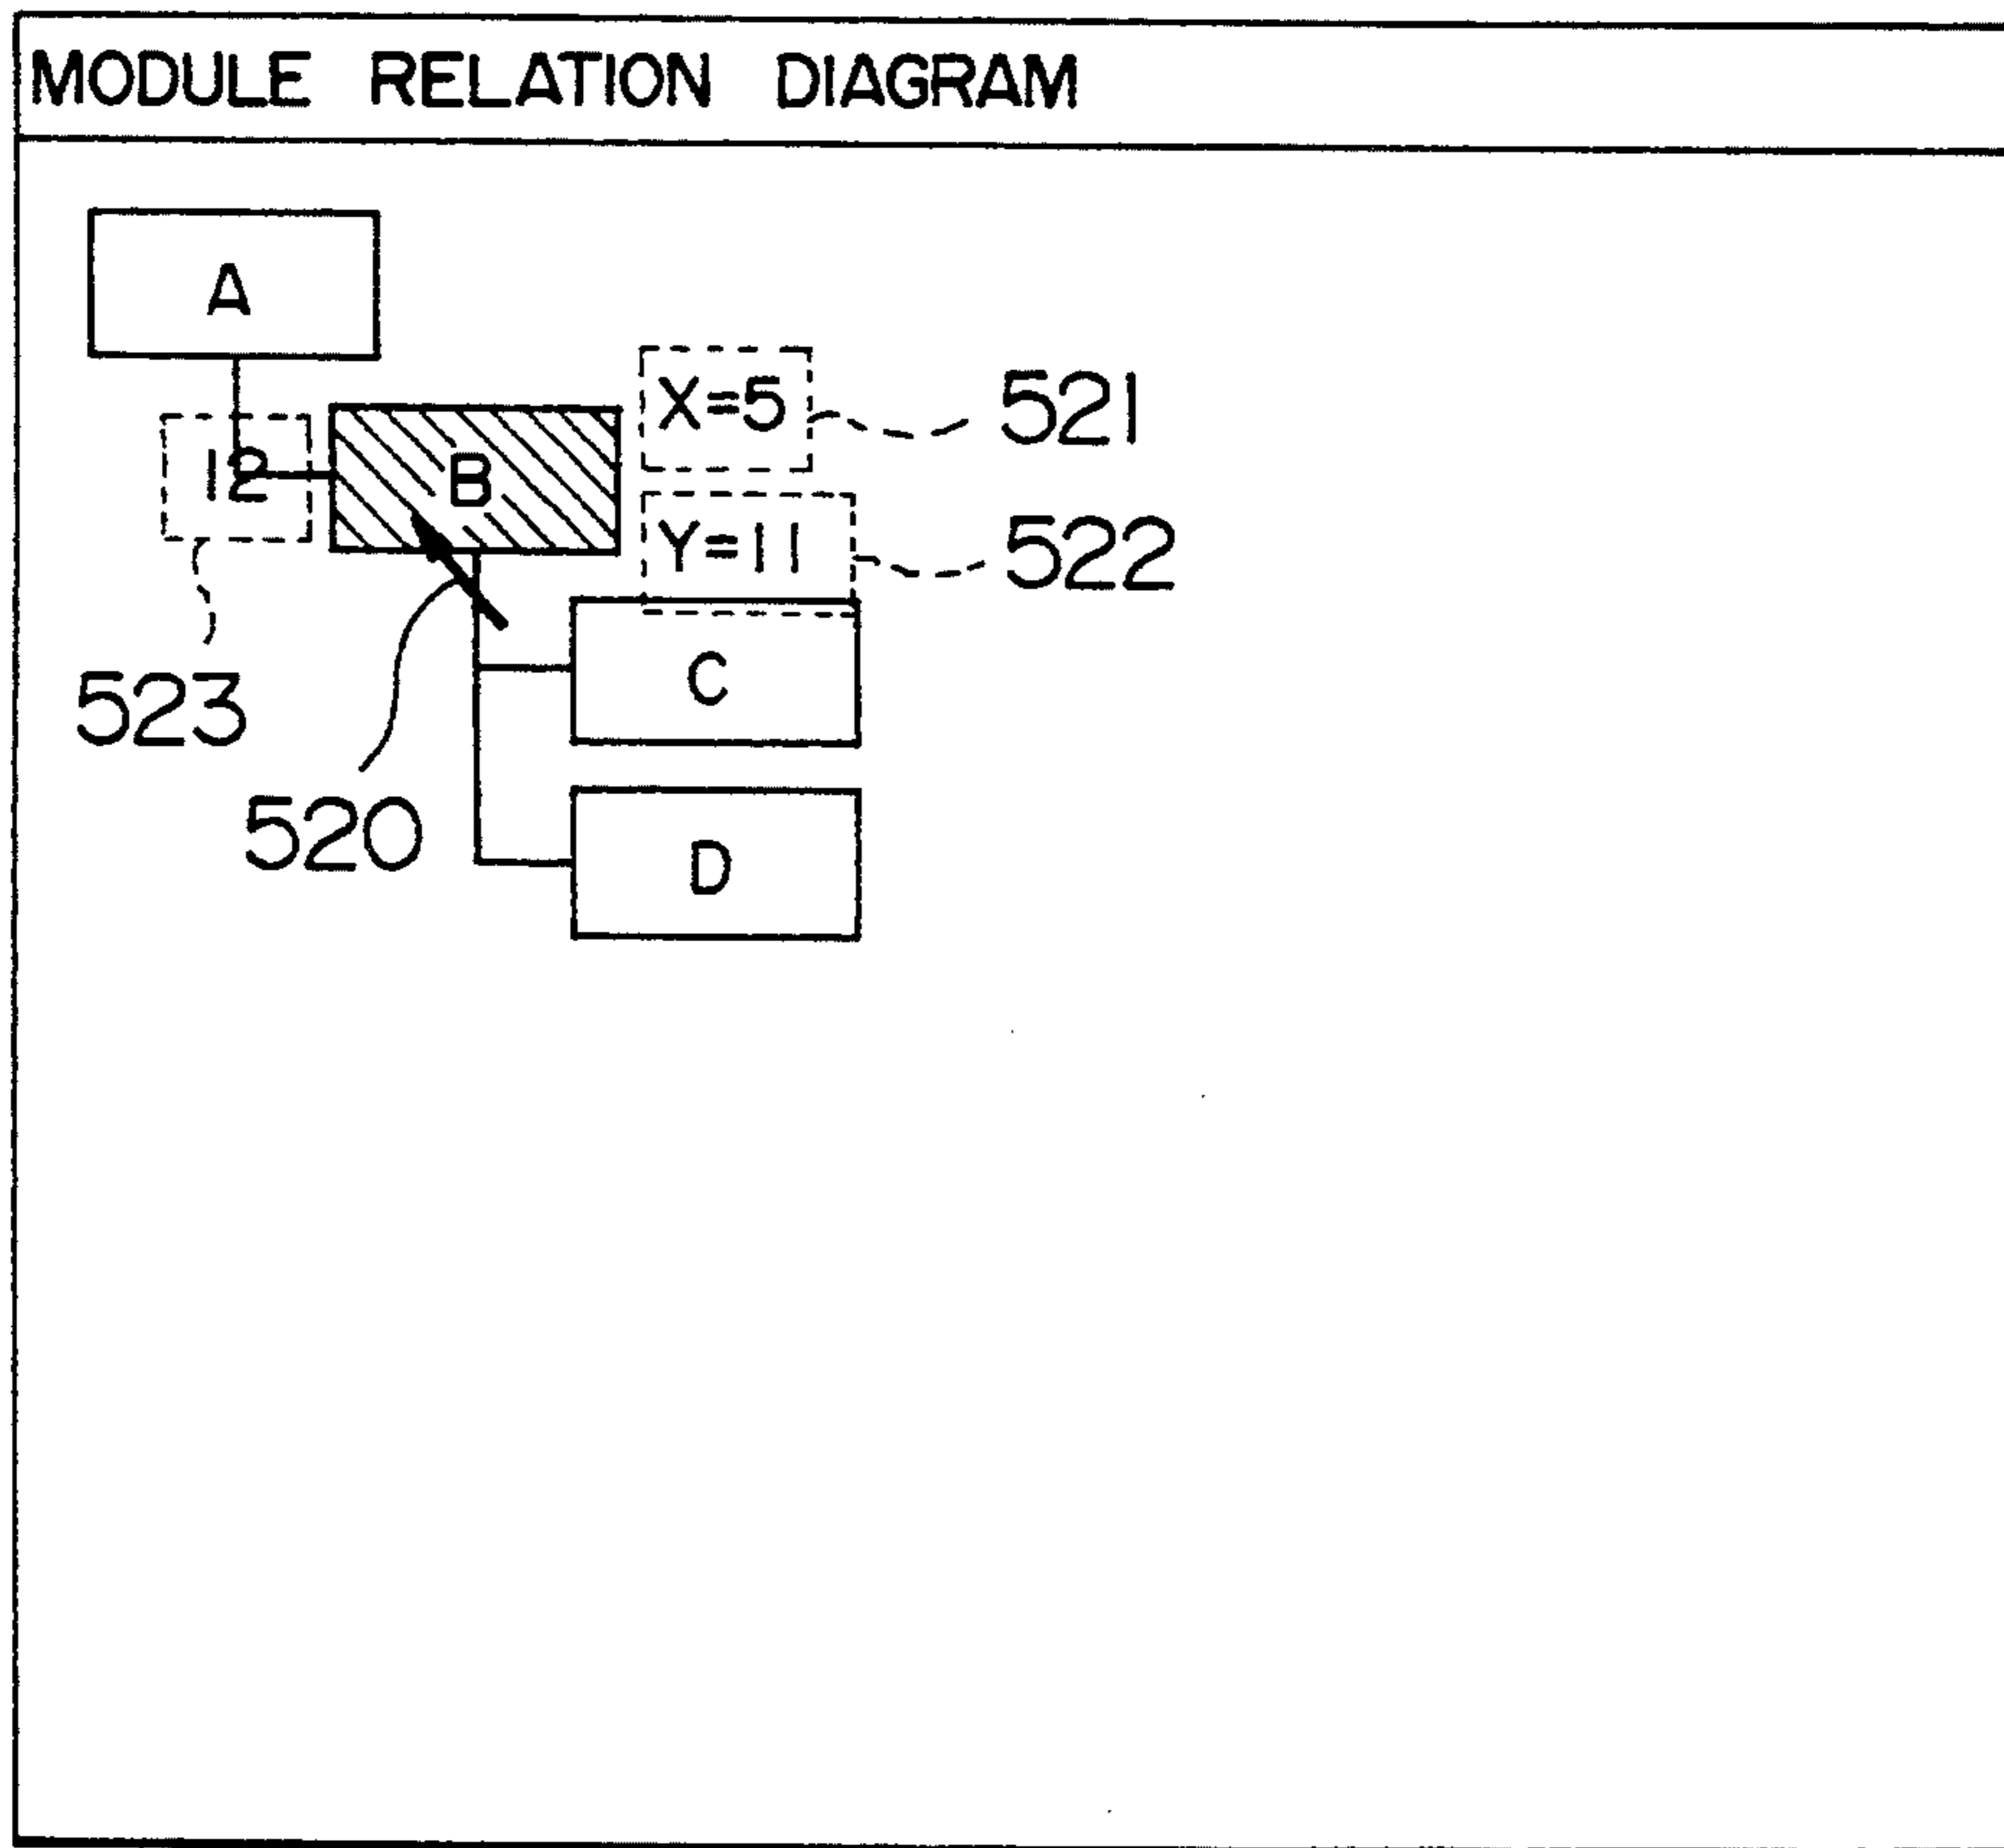 MODULE RELATION DIAGRAM
A
X=5
521
12
B
Y=11
522
523
C
520
D